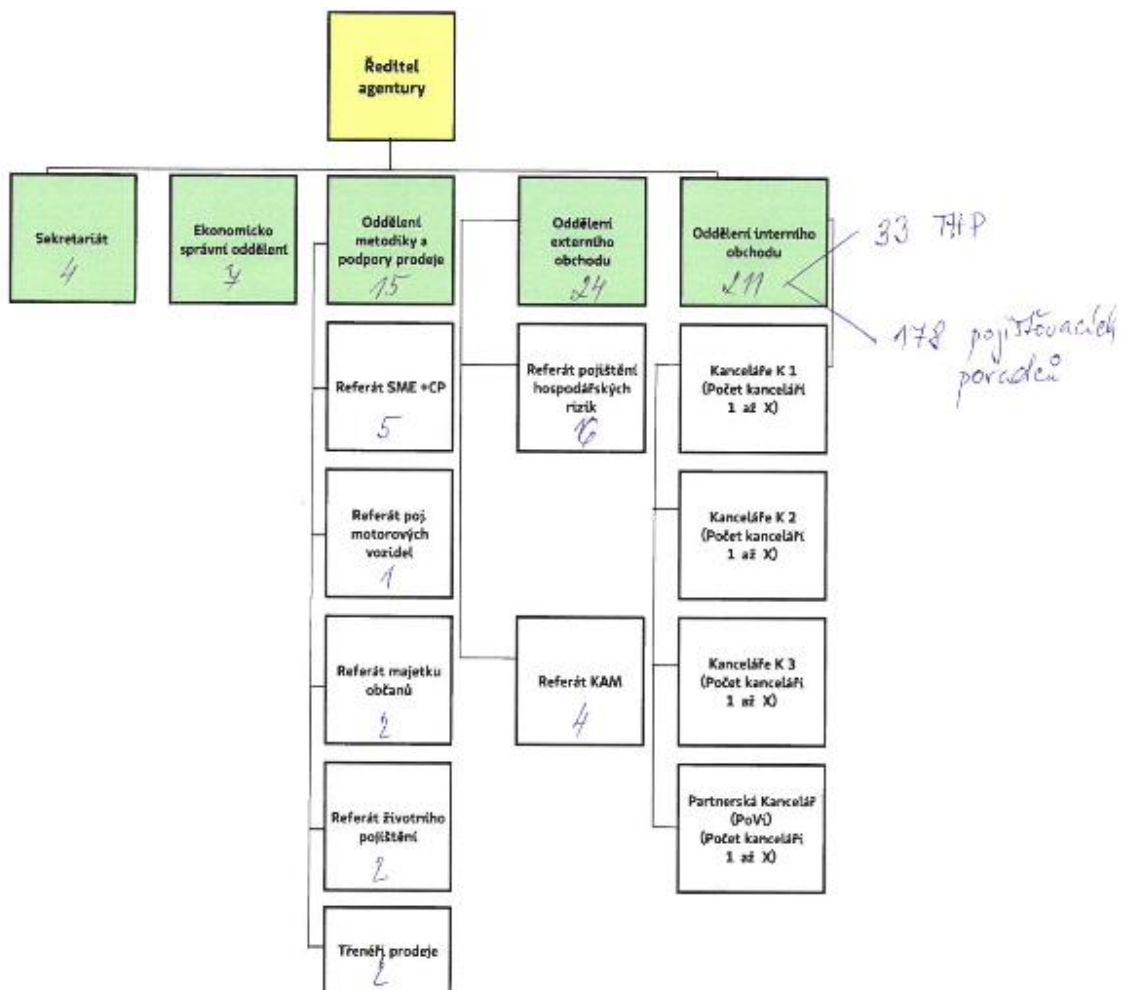 Ředitel
agentury
Sekretariát
4
Ekonomicko
správní oddělení
7
Oddělení
metodiky a
podpory prodeje
15
Oddělení
externího
obchodu
24
Oddělení interního
obchodu
211
33 THP
178 pojišťovacích
poradců
Referát SME +CP
5
Referát pojištění
hospodářských
rizik
16
Kanceláře K 1
(Počet kanceláří
1 až X)
Referát poj.
motorových
vozidel
1
Kanceláře K 2
(Počet kanceláří
1 až X)
Referát majetku
občanů
2
Referát KAM
4
Kanceláře K 3
(Počet kanceláří
1 až X)
Referát životního
pojištění
2
Partnerská Kancelář
(PoVi)
(Počet kanceláří
1 až X)
Třenéři prodeje
2